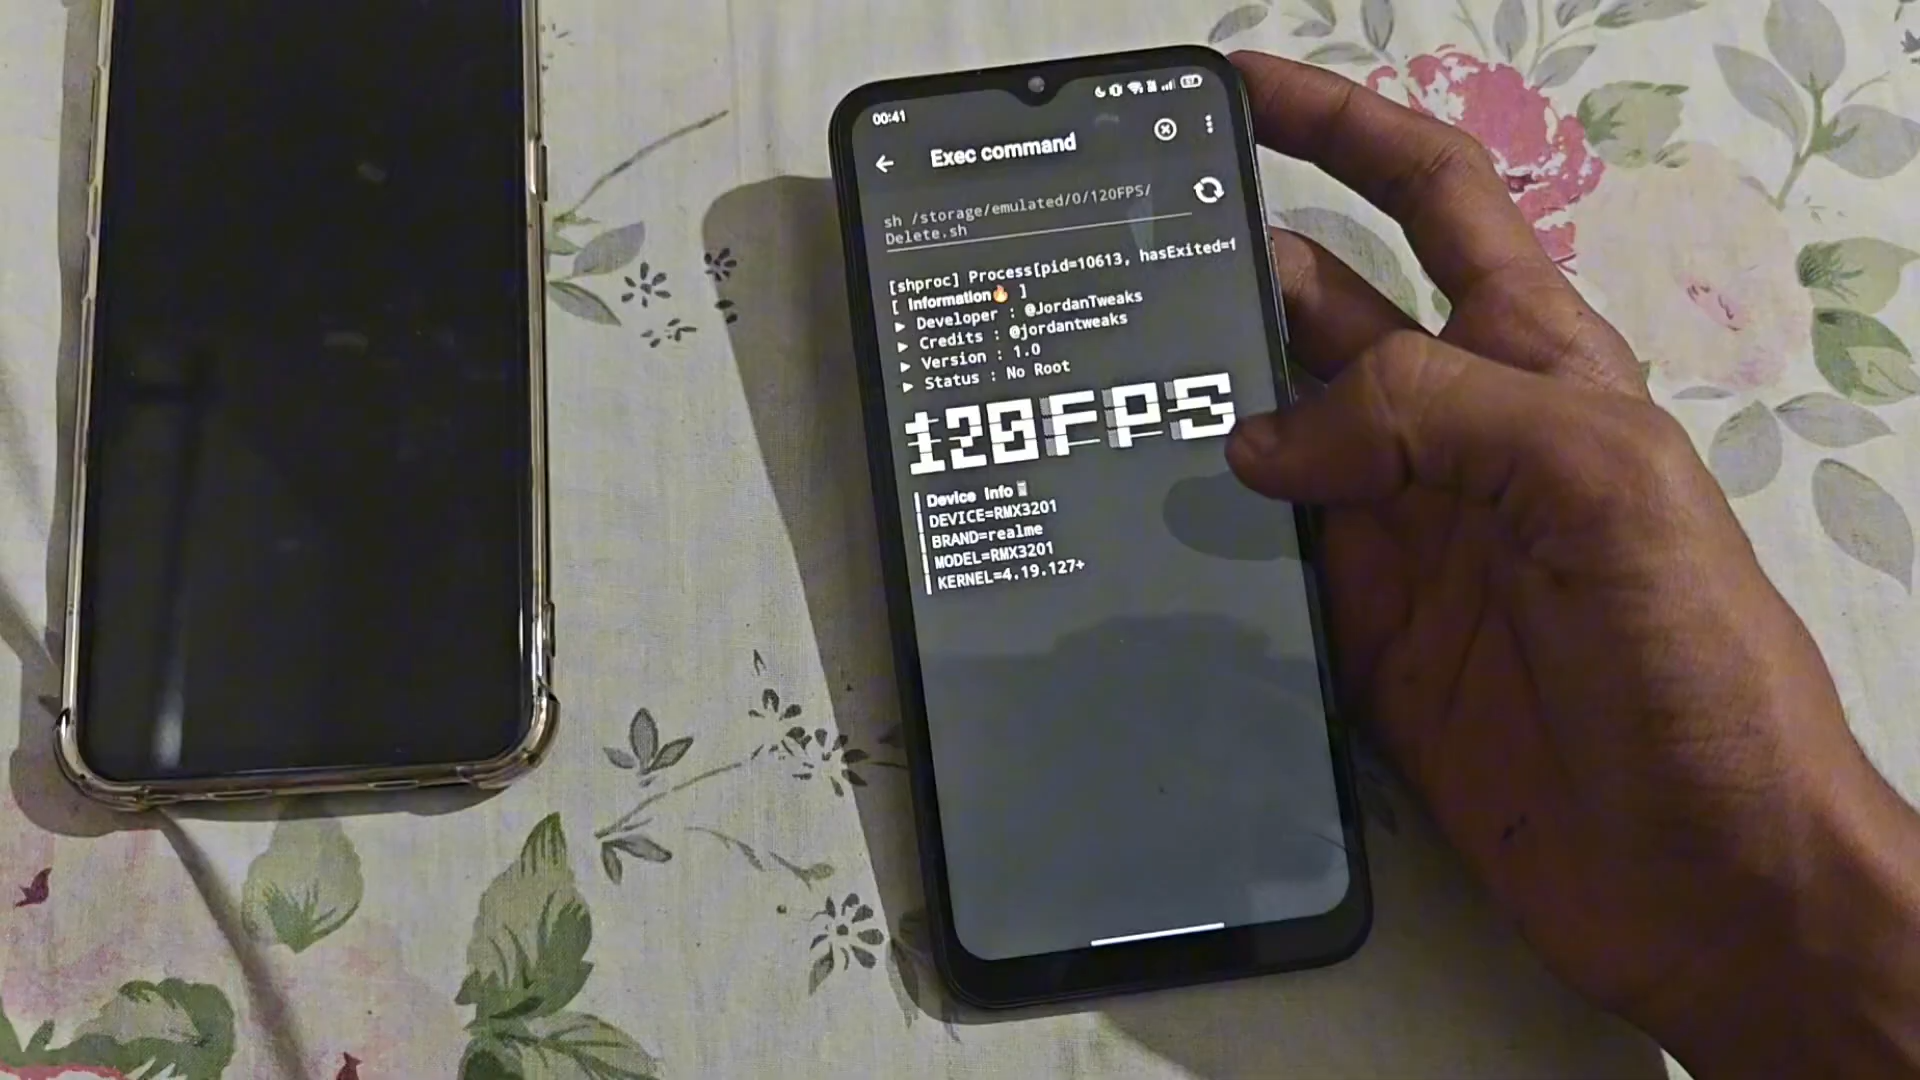 00:41
Exec command
sh /storage/emulated/0/120FPS/
Delete.sh
[shproc] Process[pid=10613, hasExited=
[ Information🔥 ]
► Developer : @JordanTweaks
► Credits : @jordantweaks
► Version : 1.0
► Status : No Root
120FPS
Device Info
DEVICE=RMX3201
BRAND=realme
MODEL=RMX3201
KERNEL=4.19.127+